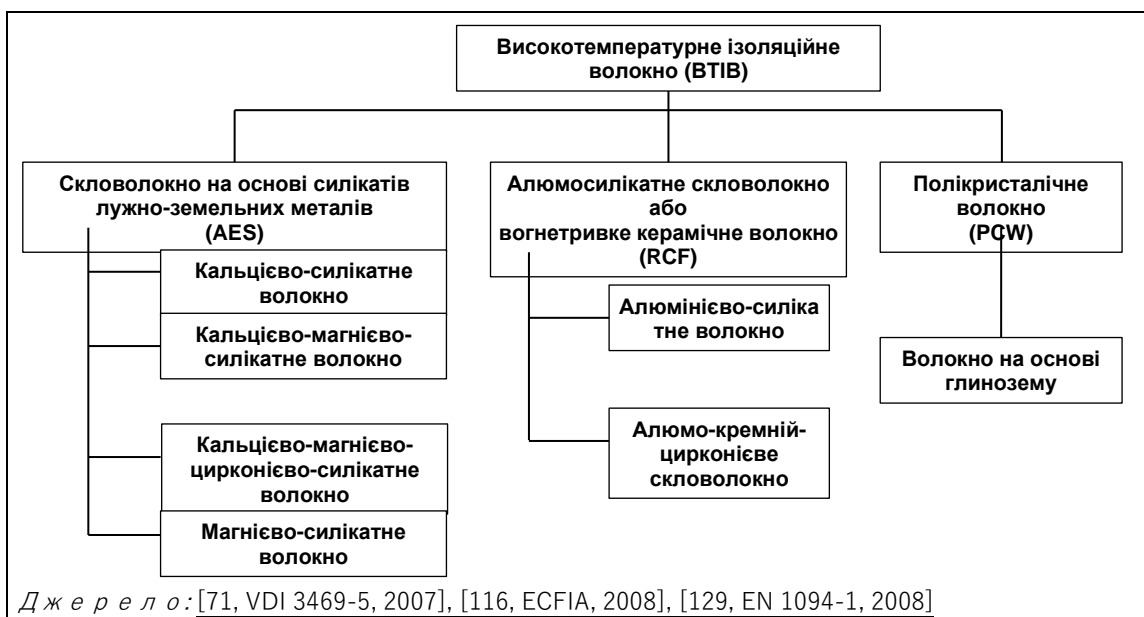 Високотемпературне ізоляційне
волокно (ВТІВ)
Скловолокно на основі силікатів
лужно-земельних металів
(AES)
Алюмосилікатне скловолокно
або
вогнетривке керамічне волокно
(RCF)
Полікристалічне
волокно
(PCW)
Кальцієво-силікатне
волокно
Кальцієво-магнієво-
силікатне волокно
Кальцієво-магнієво-
цирконієво-силікатне
волокно
Магнієво-силікатне
волокно
Алюмінієво-силіка
тне волокно
Алюмо-кремній-
цирконієве
скловолокно
Волокно на основі
глинозему
Джерело: [71, VDI 3469-5, 2007], [116, ECFIA, 2008], [129, EN 1094-1, 2008]